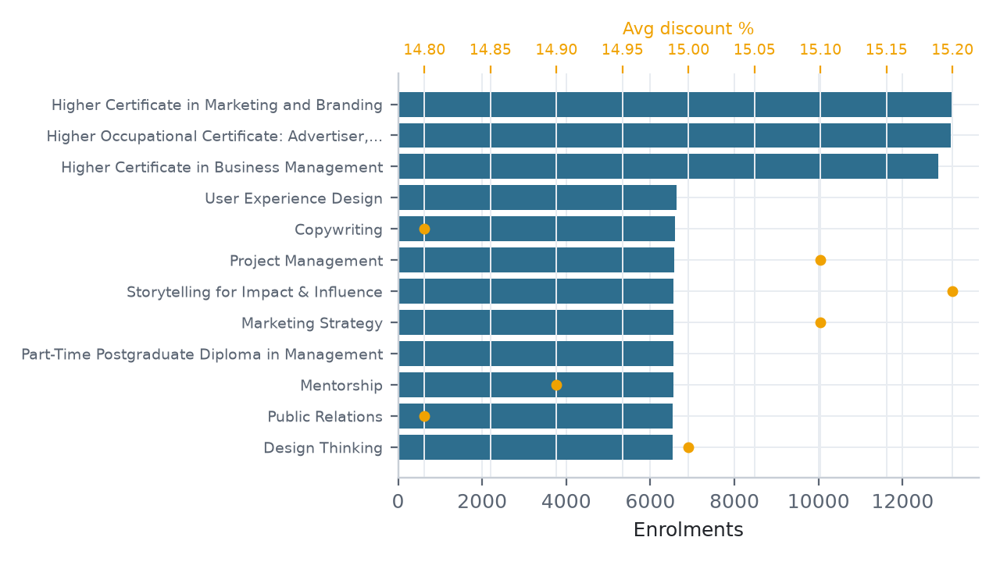 Avg discount %
14.80 14.85 14.90 14.95 15.00 15.05 15.10 15.15 15.20
Higher Certificate in Marketing and Branding
Higher Occupational Certificate: Advertiser,...
Higher Certificate in Business Management
User Experience Design
Copywriting
Project Management
Storytelling for Impact & Influence
Marketing Strategy
Part-Time Postgraduate Diploma in Management
Mentorship
Public Relations
Design Thinking
0 2000 4000 6000 8000 10000 12000
Enrolments